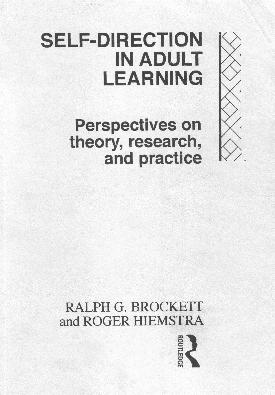 SELF-DIRECTION
IN ADULT
LEARNING
Perspectives on
theory, research,
and practice
RALPH G. BROCKETT
and ROGER HIEMSTRA
ROUTLEDGE